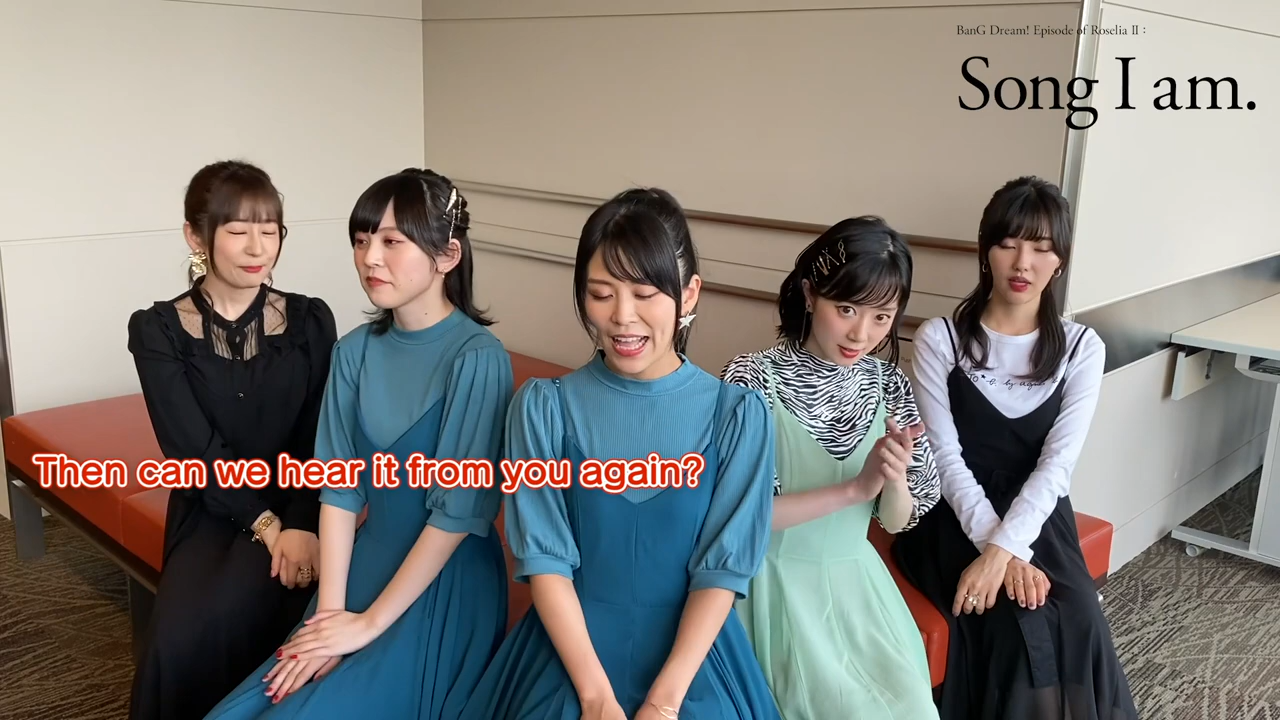 BanG Dream! Episode of Roselia Ⅱ :
Song I am.
Then can we hear it from you again?